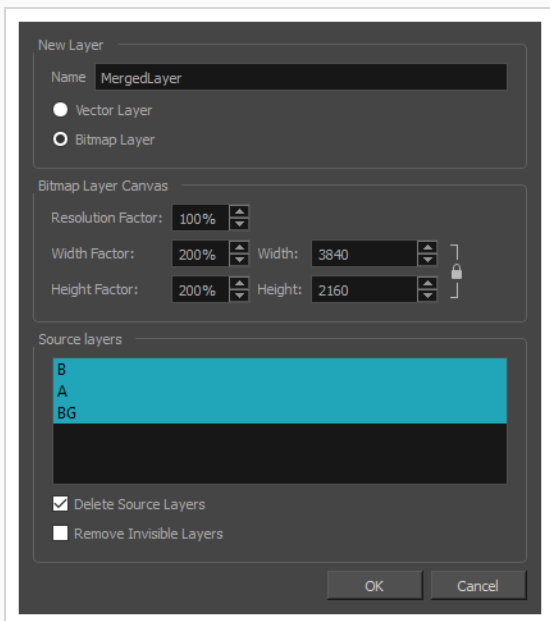 New Layer
Name MergedLayer
Vector Layer
Bitmap Layer
Bitmap Layer Canvas
Resolution Factor: 100%
Width Factor: 200% Width: 3840
Height Factor: 200% Height: 2160
Source layers
B
A
BG
Delete Source Layers
Remove Invisible Layers
OK Cancel